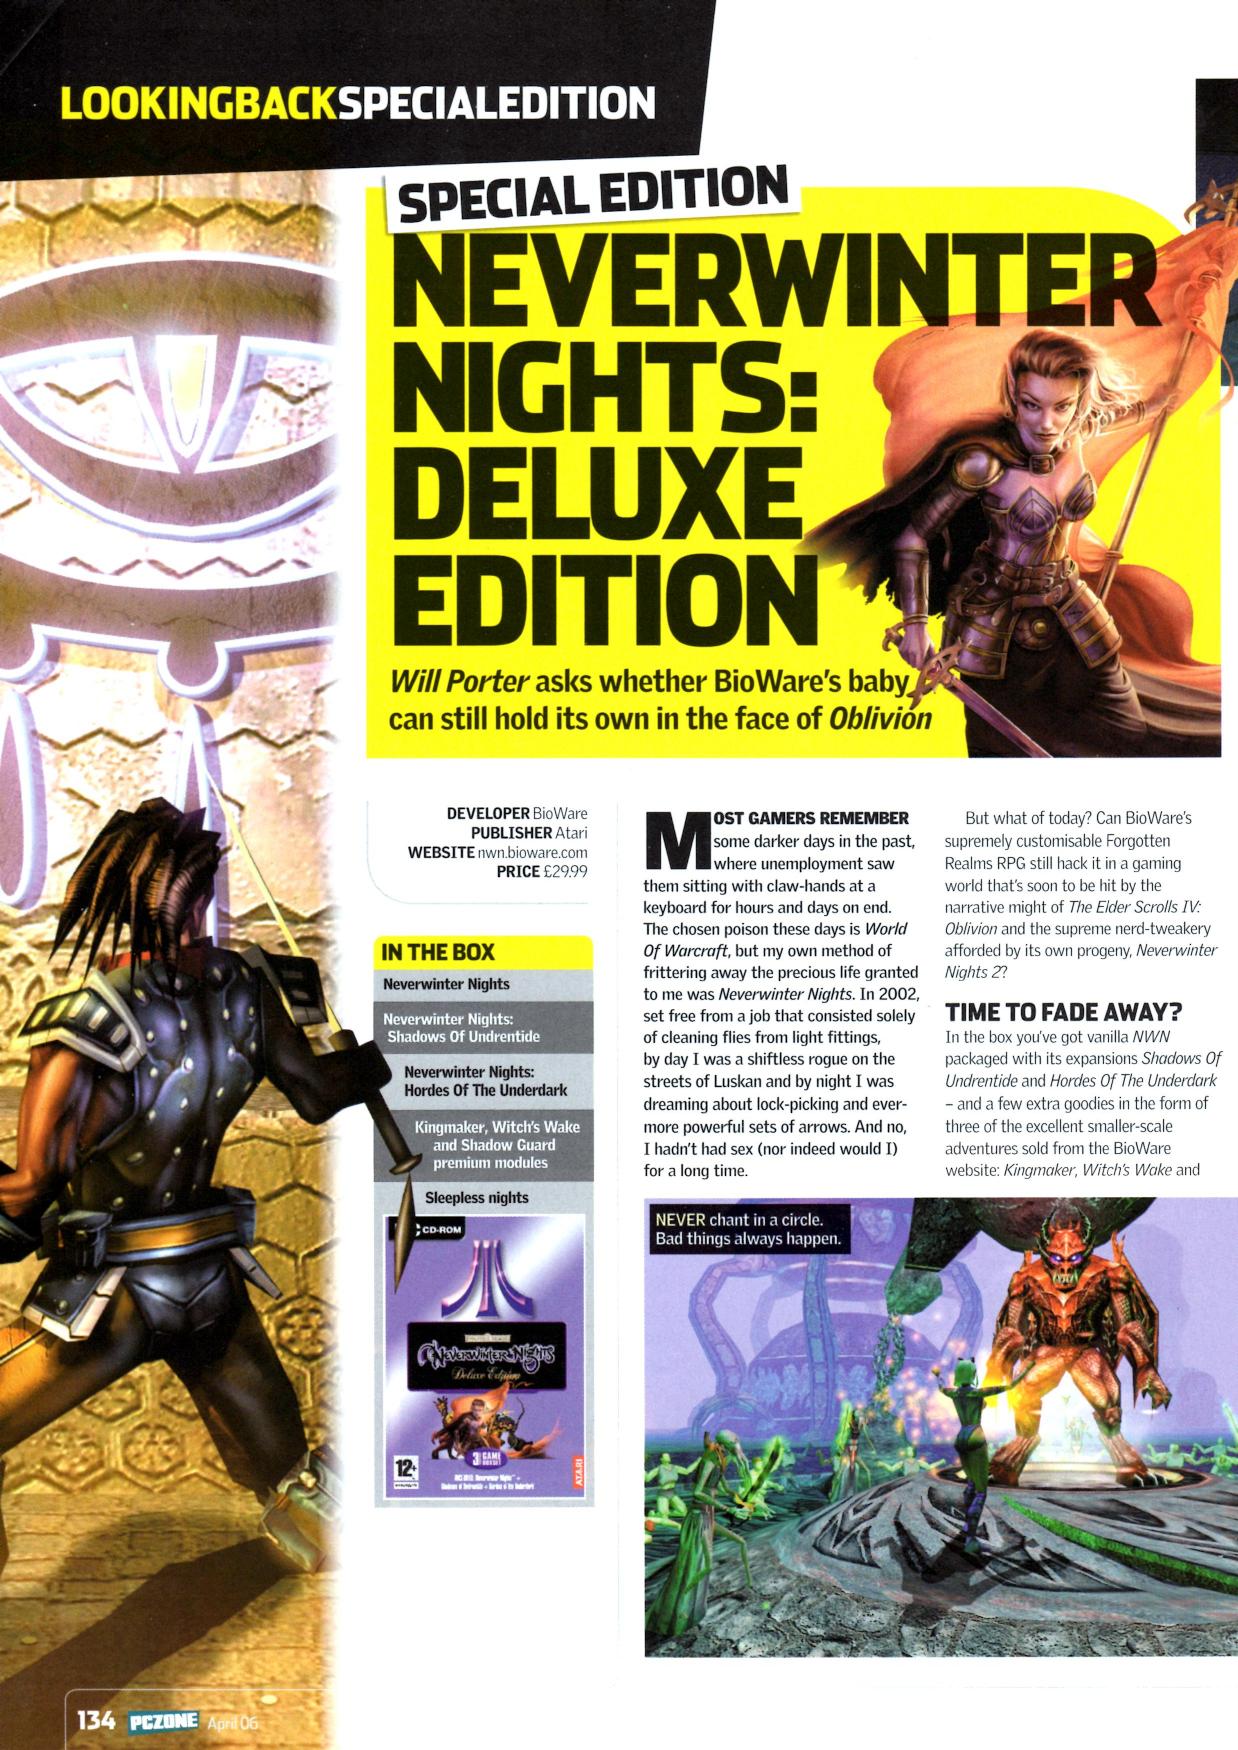 LOOKINGBACKSPECIALEDITION
SPECIAL EDITION
NEVERWINTER
NIGHTS:
DELUXE
EDITION
Will Porter asks whether BioWare's baby
can still hold its own in the face of Oblivion
DEVELOPER BioWare
PUBLISHER Atari
WEBSITE nwn.bioware.com
PRICE £29.99
IN THE BOX
Neverwinter Nights
Neverwinter Nights:
Shadows Of Undrentide
Neverwinter Nights:
Hordes Of The Underdark
Kingmaker, Witch's Wake
and Shadow Guard
premium modules
Sleepless nights
CD-ROM
NEVERWINTER NIGHTS
Deluxe Edition
3 GAME
BOXSET
12+
ATARI
MOST GAMERS REMEMBER
some darker days in the past,
where unemployment saw
them sitting with claw-hands at a
keyboard for hours and days on end.
The chosen poison these days is World
Of Warcraft, but my own method of
frittering away the precious life granted
to me was Neverwinter Nights. In 2002,
set free from a job that consisted solely
of cleaning flies from light fittings,
by day I was a shiftless rogue on the
streets of Luskan and by night I was
dreaming about lock-picking and ever-
more powerful sets of arrows. And no,
I hadn't had sex (nor indeed would I)
for a long time.
But what of today? Can BioWare's
supremely customisable Forgotten
Realms RPG still hack it in a gaming
world that's soon to be hit by the
narrative might of The Elder Scrolls IV:
Oblivion and the supreme nerd-tweakery
afforded by its own progeny, Neverwinter
Nights 2?
TIME TO FADE AWAY?
In the box you've got vanilla NWN
packaged with its expansions Shadows Of
Undrentide and Hordes Of The Underdark
– and a few extra goodies in the form of
three of the excellent smaller-scale
adventures sold from the BioWare
website: Kingmaker, Witch's Wake and
NEVER chant in a circle.
Bad things always happen.
134 PCZONE April 06